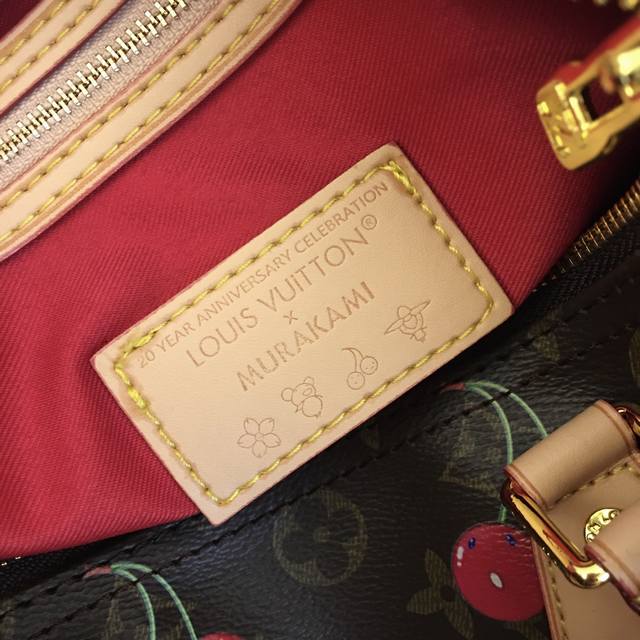 20 YEAR ANNIVERSARY CELEBRATION
LOUIS VUITTON®
x
MURAKAMI